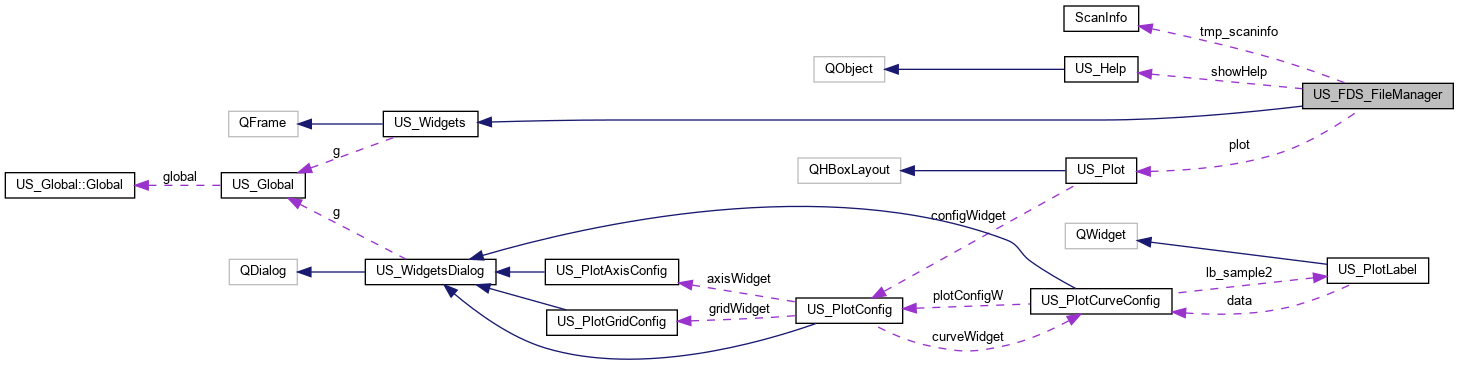 ScanInfo
tmp_scaninfo
QObject
US_Help
showHelp
US_FDS_FileManager
QFrame
US_Widgets
g
plot
US_Global::Global
global
US_Global
QHBoxLayout
US_Plot
g
configWidget
QWidget
QDialog
US_WidgetsDialog
US_PlotAxisConfig
axisWidget
lb_sample2
US_PlotLabel
plotConfigW
US_PlotCurveConfig
data
US_PlotGridConfig
gridWidget
US_PlotConfig
curveWidget